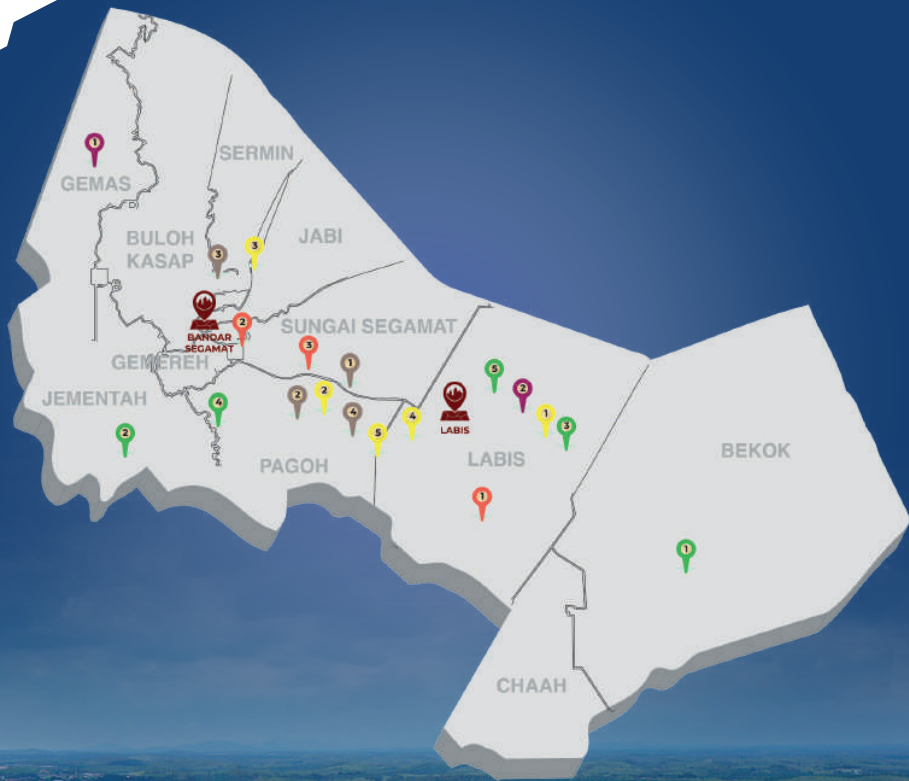 1
GEMAS
SERMIN
BULOH
KASAP
JABI
3
3
BANDAR
SEGAMAT
2
SUNGAI SEGAMAT
3
1
GEMEREH
JEMENTAH
4
2
2
2
4
5
4
PAGOH
LABIS
5
2
1
3
LABIS
1
BEKOK
1
CHAAH